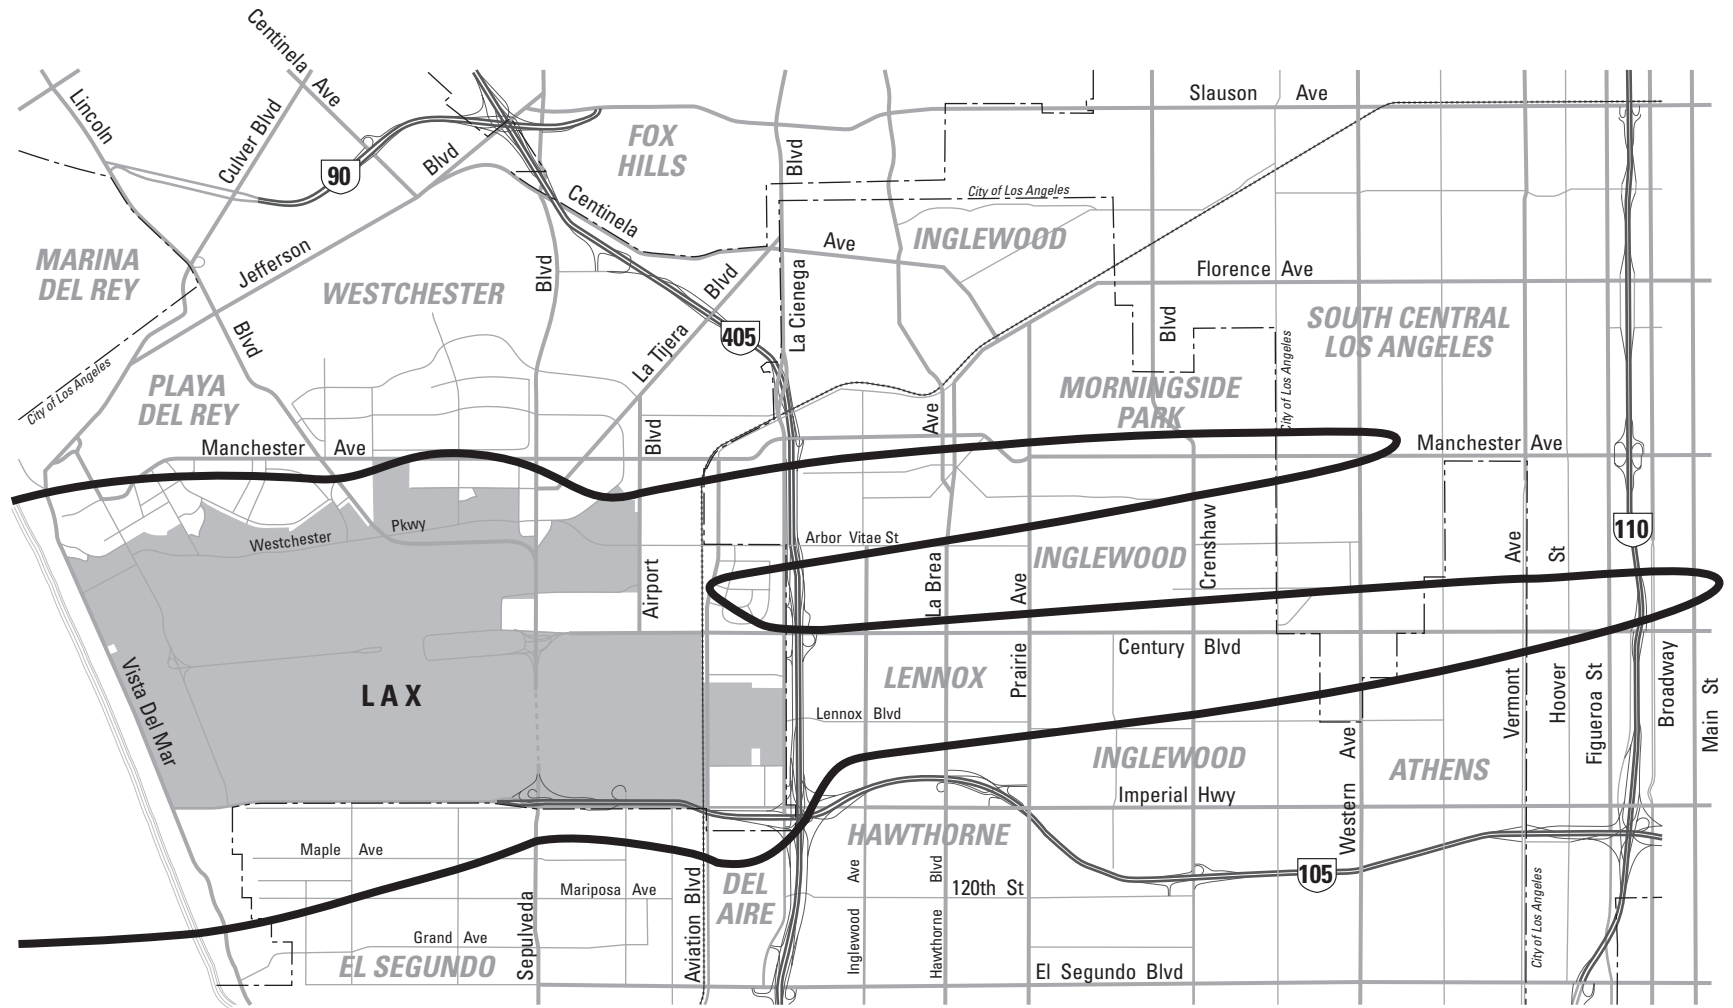 Centinela Ave
Lincoln
Culver Blvd
Slauson Ave
FOX
HILLS
Blvd
Blvd
90
City of Los Angeles
Centinela
MARINA
DEL REY
Jefferson
Ave
INGLEWOOD
WESTCHESTER
Blvd
Blvd
La Cienega
Florence Ave
Blvd
405
La Tijera
Blvd
SOUTH CENTRAL
LOS ANGELES
City of Los Angeles
City of Los Angeles
PLAYA
DEL REY
MORNINGSIDE
PARK
Ave
Blvd
Manchester Ave
Manchester Ave
Westchester Pkwy
Arbor Vitae St
110
INGLEWOOD
Crenshaw
Ave
St
Airport
La Brea
Ave
Century Blvd
Vista Del Mar
LAX
LENNOX
Prairie
Lennox Blvd
Vermont
Hoover
Figueroa St
Broadway
Main St
INGLEWOOD
Ave
ATHENS
Imperial Hwy
Western
HAWTHORNE
Maple Ave
Mariposa Ave
DEL
AIRE
Ave
Blvd
120th St
105
Grand Ave
EL SEGUNDO
Sepulveda
Aviation Blvd
Inglewood
Hawthorne
El Segundo Blvd
City of Los Angeles